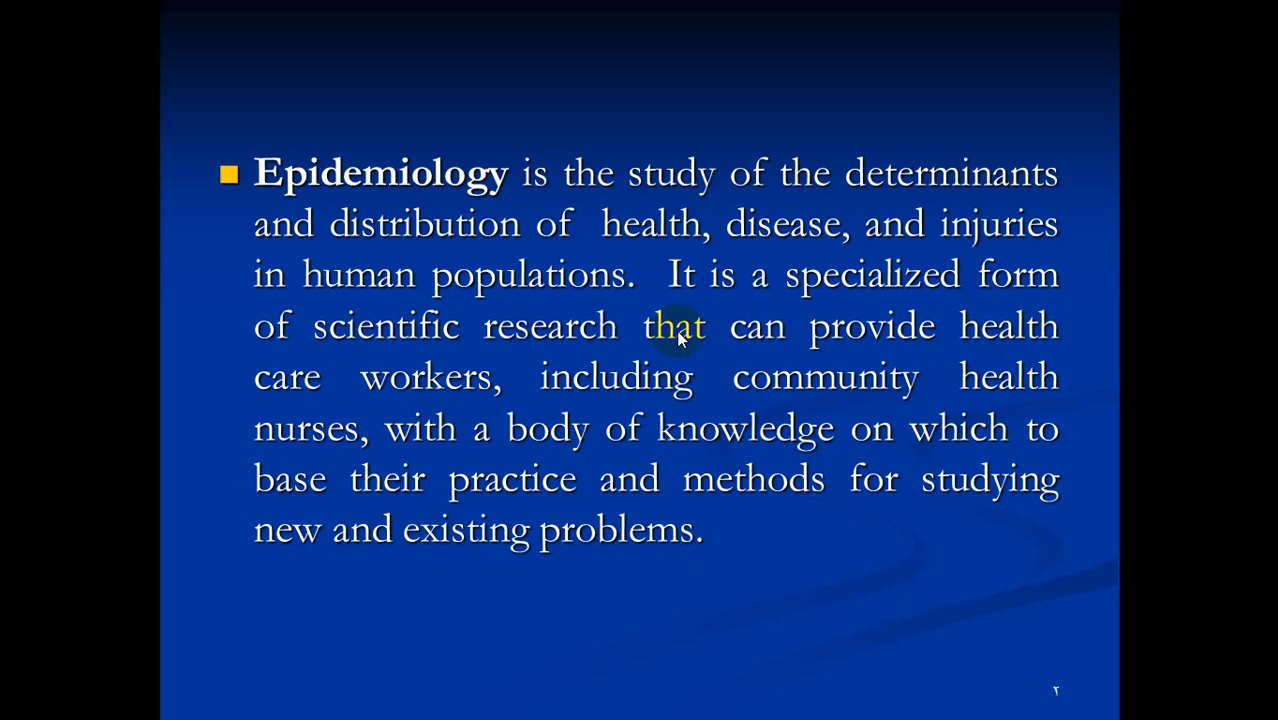 Epidemiology is the study of the determinants
and distribution of health, disease, and injuries
in human populations. It is a specialized form
of scientific research that can provide health
care workers, including community health
nurses, with a body of knowledge on which to
base their practice and methods for studying
new and existing problems.
٢